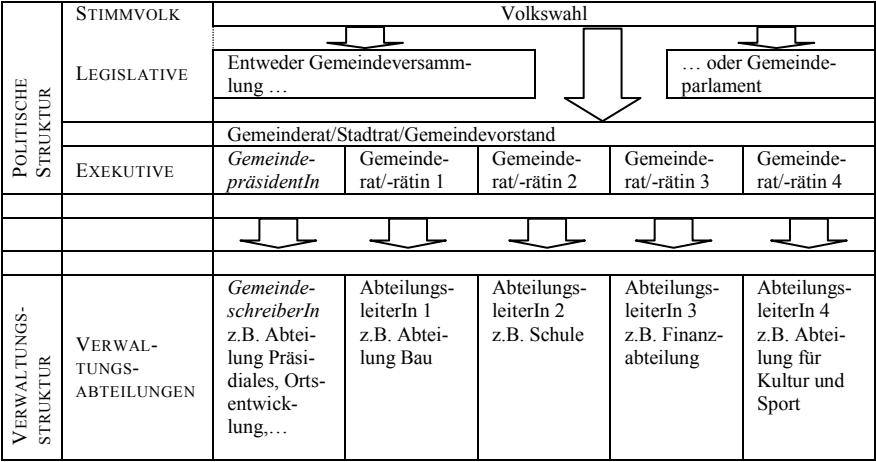 STIMMVOLK
Volkswahl
POLITISCHE
STRUKTUR
LEGISLATIVE
Entweder Gemeindeversamm-
lung …
… oder Gemeinde-
parlament
Gemeinderat/Stadtrat/Gemeindevorstand
EXEKUTIVE
Gemeinde-
präsidentIn
Gemeinde-
rat/-rätin 1
Gemeinde-
rat/-rätin 2
Gemeinde-
rat/-rätin 3
Gemeinde-
rat/-rätin 4
VERWALTUNGS-
STRUKTUR
VERWAL-
TUNGS-
ABTEILUNGEN
Gemeinde-
schreiberIn
z.B. Abtei-
lung Präsi-
diales, Orts-
entwick-
lung,…
Abteilungs-
leiterIn 1
z.B. Abtei-
lung Bau
Abteilungs-
leiterIn 2
z.B. Schule
Abteilungs-
leiterIn 3
z.B. Finanz-
abteilung
Abteilungs-
leiterIn 4
z.B. Abtei-
lung für
Kultur und
Sport